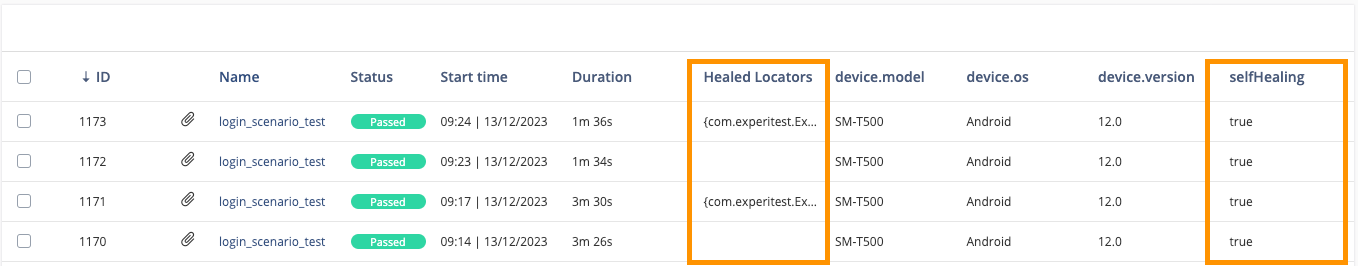 ↓ ID Name Status Start time Duration Healed Locators device.model device.os device.version selfHealing
1173 login_scenario_test Passed 09:24 | 13/12/2023 1m 36s {com.experitest.Ex... SM-T500 Android 12.0 true
1172 login_scenario_test Passed 09:23 | 13/12/2023 1m 34s SM-T500 Android 12.0 true
1171 login_scenario_test Passed 09:17 | 13/12/2023 3m 30s {com.experitest.Ex... SM-T500 Android 12.0 true
1170 login_scenario_test Passed 09:14 | 13/12/2023 3m 26s SM-T500 Android 12.0 true